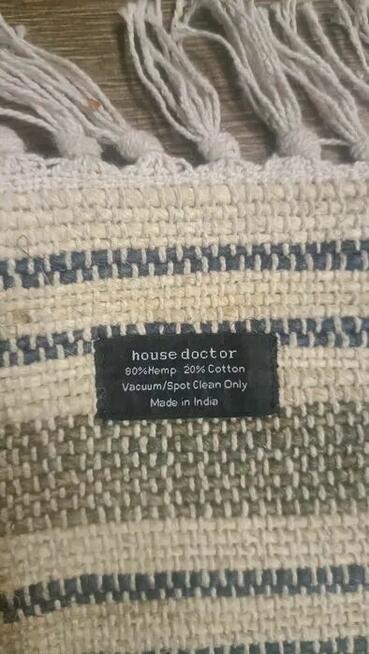 house doctor
80%Hemp 20% Cotton
Vacuum/Spot Clean Only
Made in India